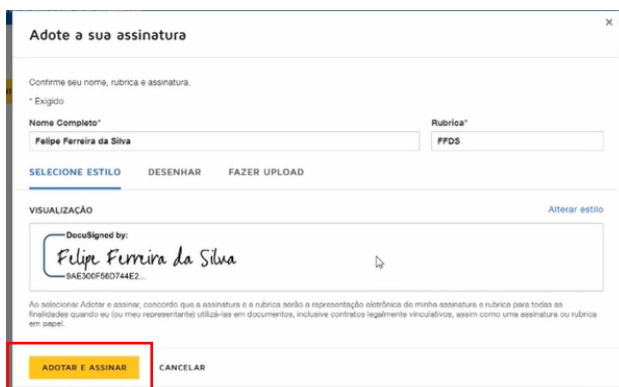 Adote a sua assinatura
Confirme seu nome, rubrica e assinatura.
* Exigido
Nome Completo*
Rubrica*
Felipe Ferreira da Silva
FFDS
SELECIONE ESTILO DESENHAR FAZER UPLOAD
VISUALIZAÇÃO
Alterar estilo
DocuSigned by:
Felipe Ferreira da Silva
9AE300F56D744E2...
Ao selecionar Adotar e assinar, concordo que a assinatura e a rubrica serão a representação eletrônica de minha assinatura e rubrica para todas as
finalidades quando eu (ou meu representante) utilizá-las em documentos, inclusive contratos legalmente vinculativos, assim como uma assinatura ou rubrica
em papel.
ADOTAR E ASSINAR CANCELAR